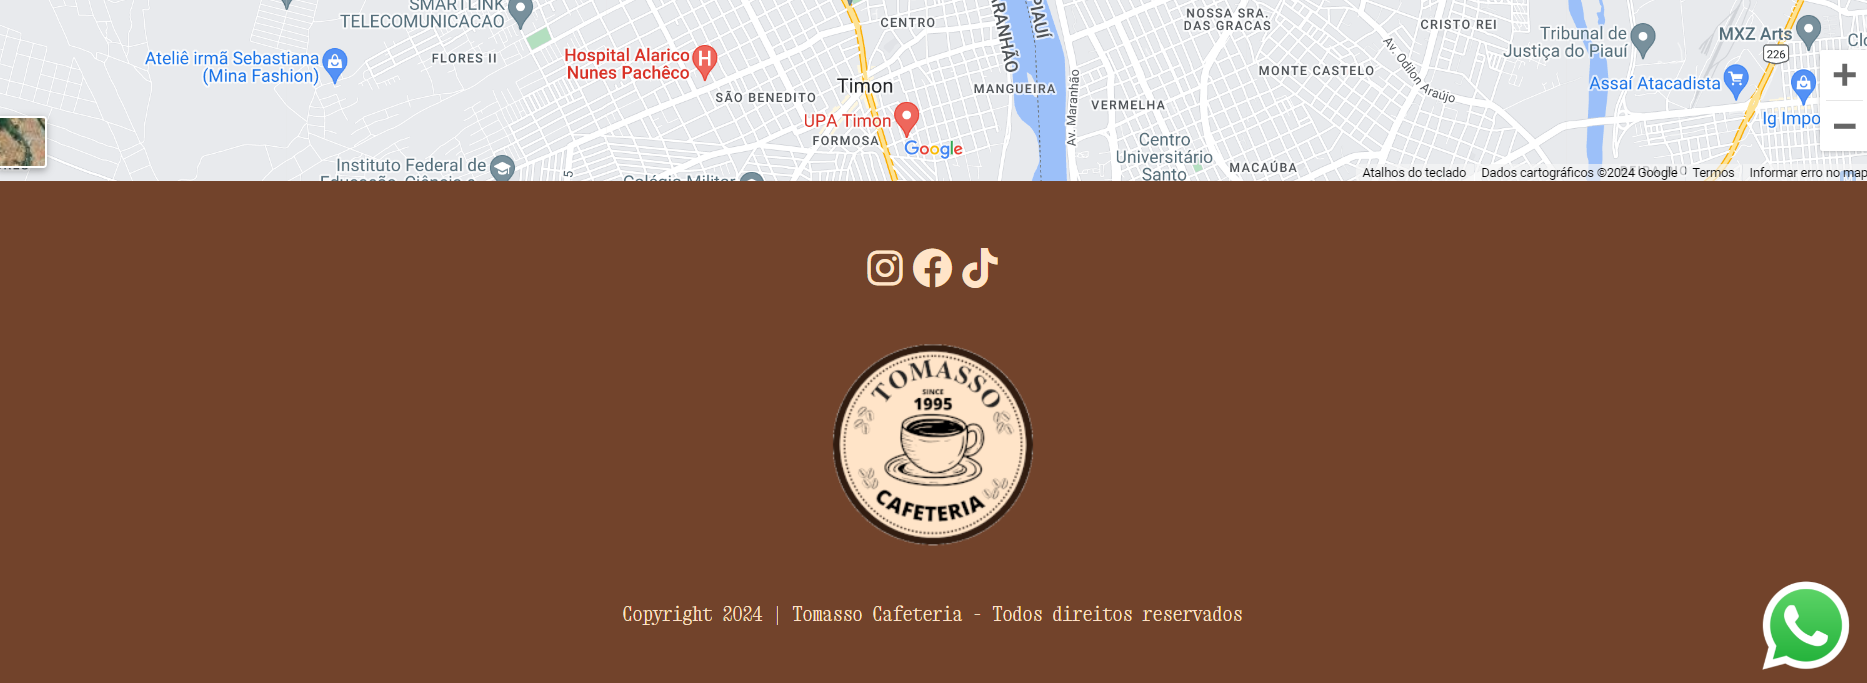 SMARTLINK
TELECOMUNICACAO
CENTRO
MARANHÃO
PIAUÍ
NOSSA SRA.
DAS GRAÇAS
CRISTO REI
Tribunal de
Justiça do Piauí
MXZ Arts
226
Ateliê irmã Sebastiana
(Mina Fashion)
FLORES II
Hospital Alarico
Nunes Pachêco
Timon
SÃO BENEDITO
MANGUEIRA
MONTE CASTELO
Av. Odilon Araújo
Assaí Atacadista
VERMELHA
Av. Maranhão
UPA Timon
FORMOSA
Google
Ig Impo
Centro
Universitário
Santo
MACAÚBA
Instituto Federal de
Educação, Ciência e
Colégio Militar
Atalhos do teclado
Dados cartográficos ©2024 Google
Termos
Informar erro no map
TOMASSO
SINCE
1995
CAFETERIA
Copyright 2024 | Tomasso Cafeteria - Todos direitos reservados